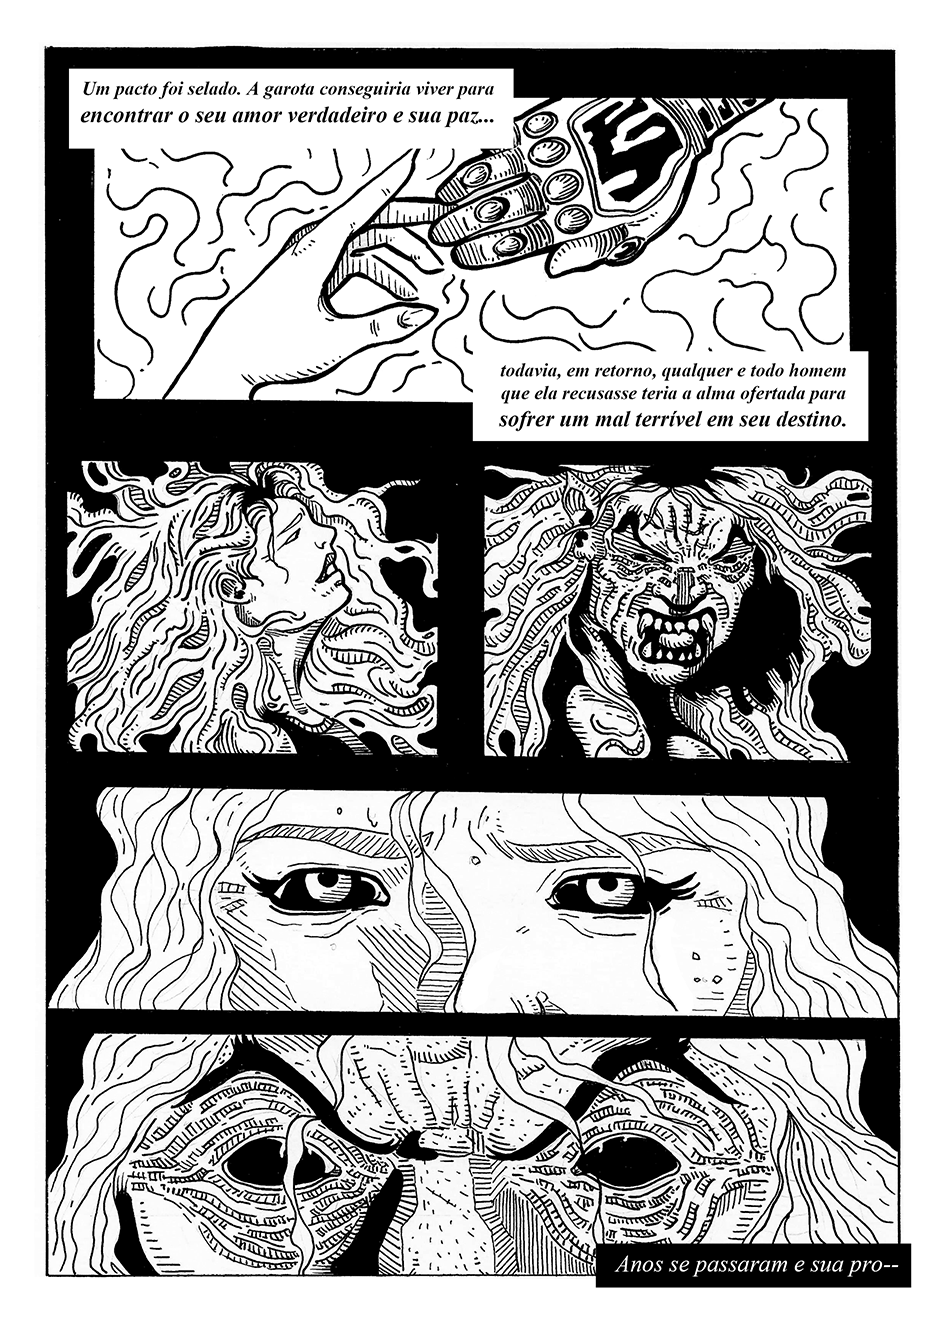 Um pacto foi selado. A garota conseguiria viver para
encontrar o seu amor verdadeiro e sua paz...
todavia, em retorno, qualquer e todo homem
que ela recusasse teria a alma ofertada para
sofrer um mal terrível em seu destino.
Anos se passaram e sua pro--